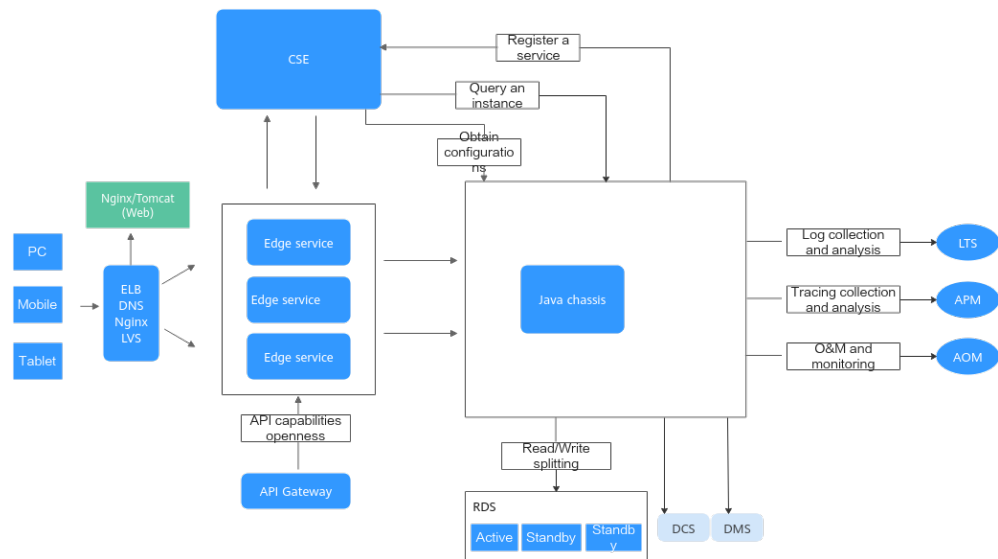 CSE
Register a
service
Query an
instance
Obtain
configuratio
ns
Nginx/Tomcat
(Web)
PC
Mobile
Tablet
ELB
DNS
Nginx
LVS
Edge service
Edge service
Edge service
Java chassis
Log collection
and analysis
LTS
Tracing collection
and analysis
APM
O&M and
monitoring
AOM
API capabilities
openness
API Gateway
Read/Write
splitting
RDS
Active
Standby
Standb
y
DCS
DMS